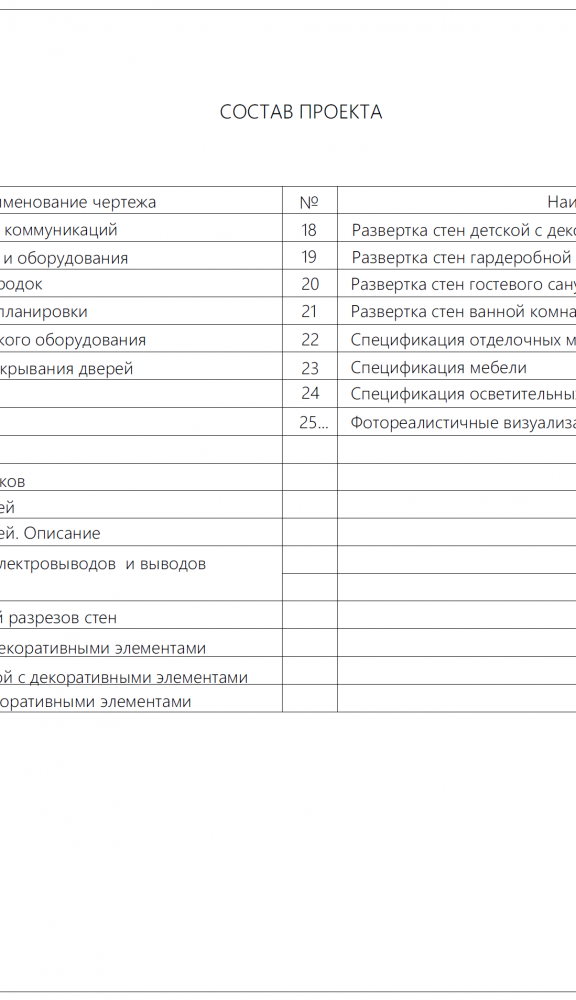 СОСТАВ ПРОЕКТА
именование чертежа № Наи
коммуникаций 18 Развертка стен детской с деко
и оборудования 19 Развертка стен гардеробной
родок 20 Развертка стен гостевого сану
планировки 21 Развертка стен ванной комна
кого оборудования 22 Спецификация отделочных м
крывания дверей 23 Спецификация мебели
24 Спецификация осветительных
25... Фотореалистичные визуализа
ков
ей
ей. Описание
лектровыводов и выводов
й разрезов стен
декоративными элементами
ой с декоративными элементами
оративными элементами